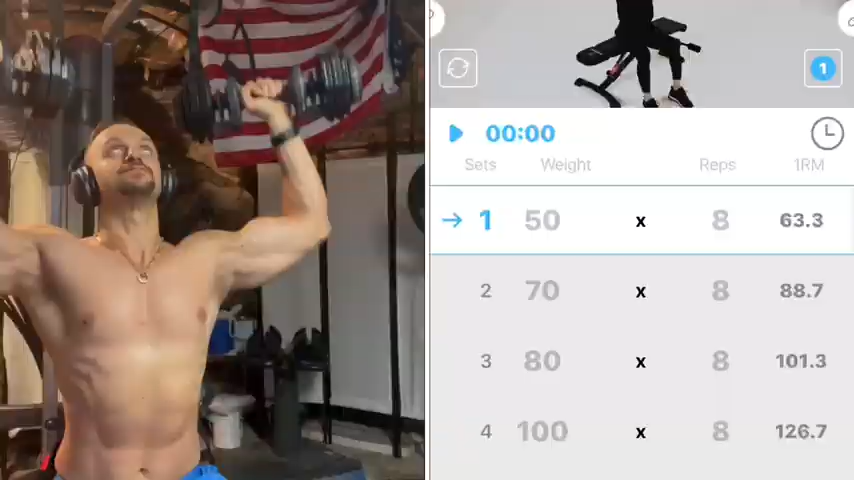 1
00:00
Sets Weight Reps 1RM
1 50 x 8 63.3
2 70 x 8 88.7
3 80 x 8 101.3
4 100 x 8 126.7